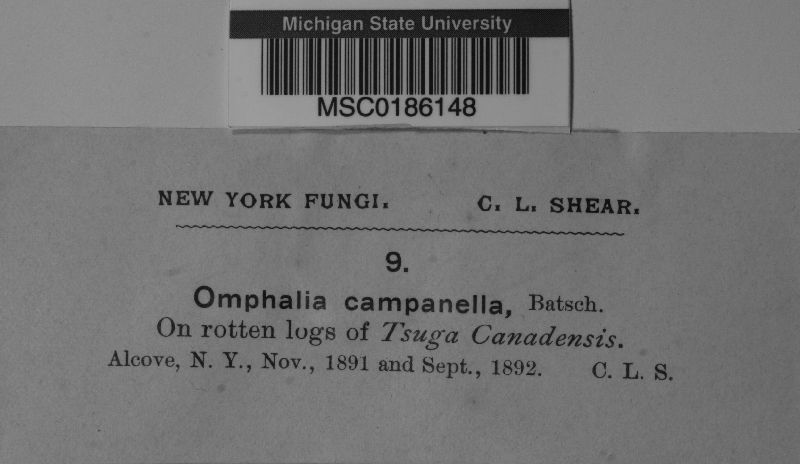 Michigan State University
MSC0186148
NEW YORK FUNGI. C. L. SHEAR.
9.
Omphalia campanella, Batsch.
On rotten logs of Tsuga Canadensis.
Alcove, N. Y., Nov., 1891 and Sept., 1892. C. L. S.